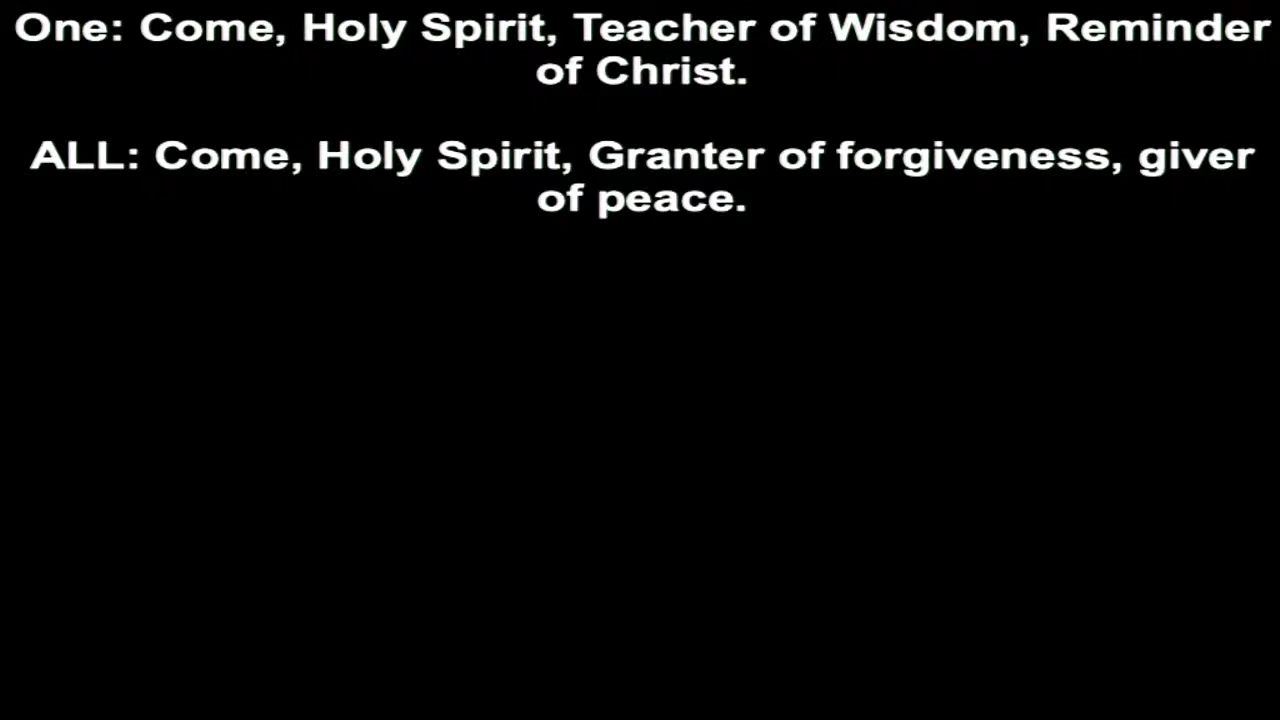 One: Come, Holy Spirit, Teacher of Wisdom, Reminder
of Christ.
ALL: Come, Holy Spirit, Granter of forgiveness, giver
of peace.